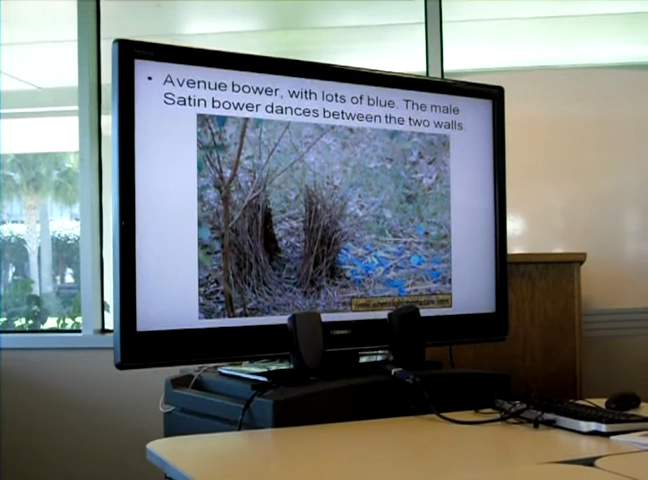 • Avenue bower, with lots of blue. The male
Satin bower dances between the two walls.